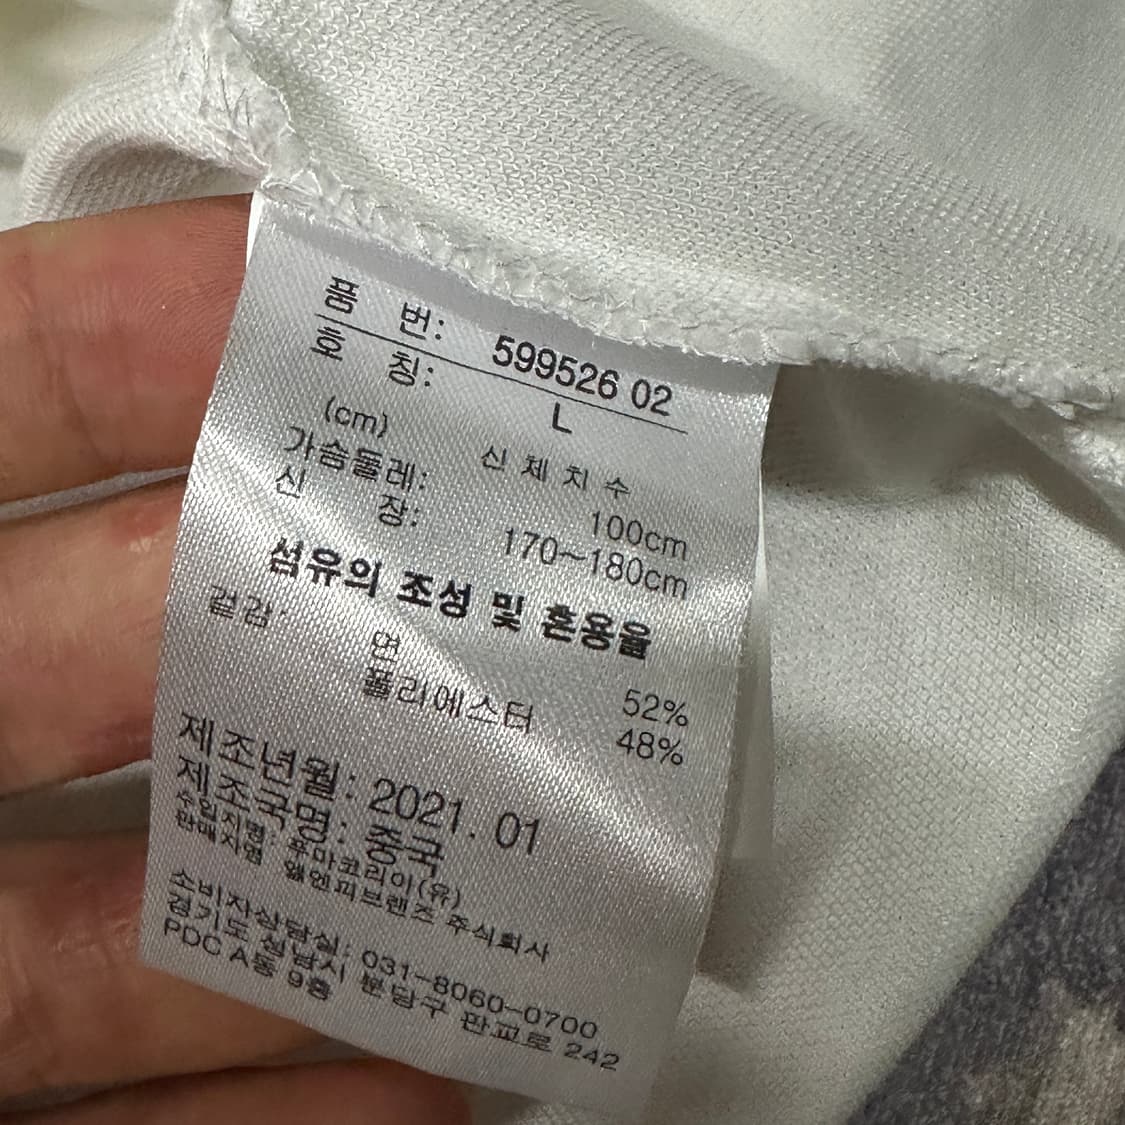 품 번: 599526 02
호 칭: L
(cm) 신 체 치 수
가슴둘레: 100cm
신 장: 170~180cm
섬유의 조성 및 혼용율
겉감: 면 52%
폴리에스터 48%
제조년월: 2021. 01
제조국명: 중국
수입자명: 푸마코리아(유)
판매자명: 엘엔피브랜즈 주식회사
소비자상담실: 031-8060-0700
경기도 성남시 분당구 판교로 242
PDC A동 9층